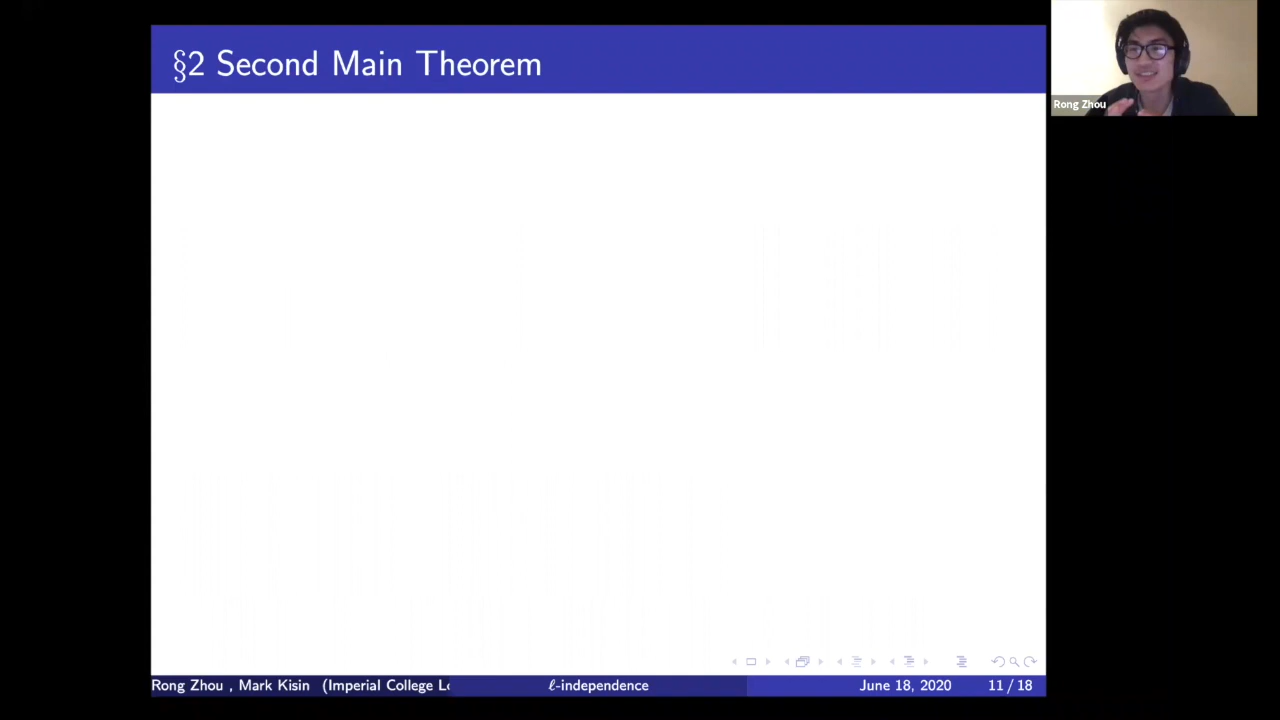 §2 Second Main Theorem
Rong Zhou
Rong Zhou , Mark Kisin (Imperial College Lo
ℓ-independence
June 18, 2020
11 / 18